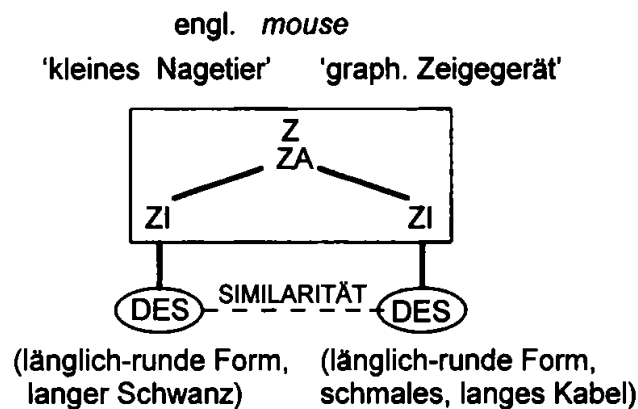 engl. mouse
'kleines Nagetier' 'graph. Zeigegerät'
Z
ZA
ZI ZI
DES SIMILARITÄT DES
(länglich-runde Form, (länglich-runde Form,
langer Schwanz) schmales, langes Kabel)